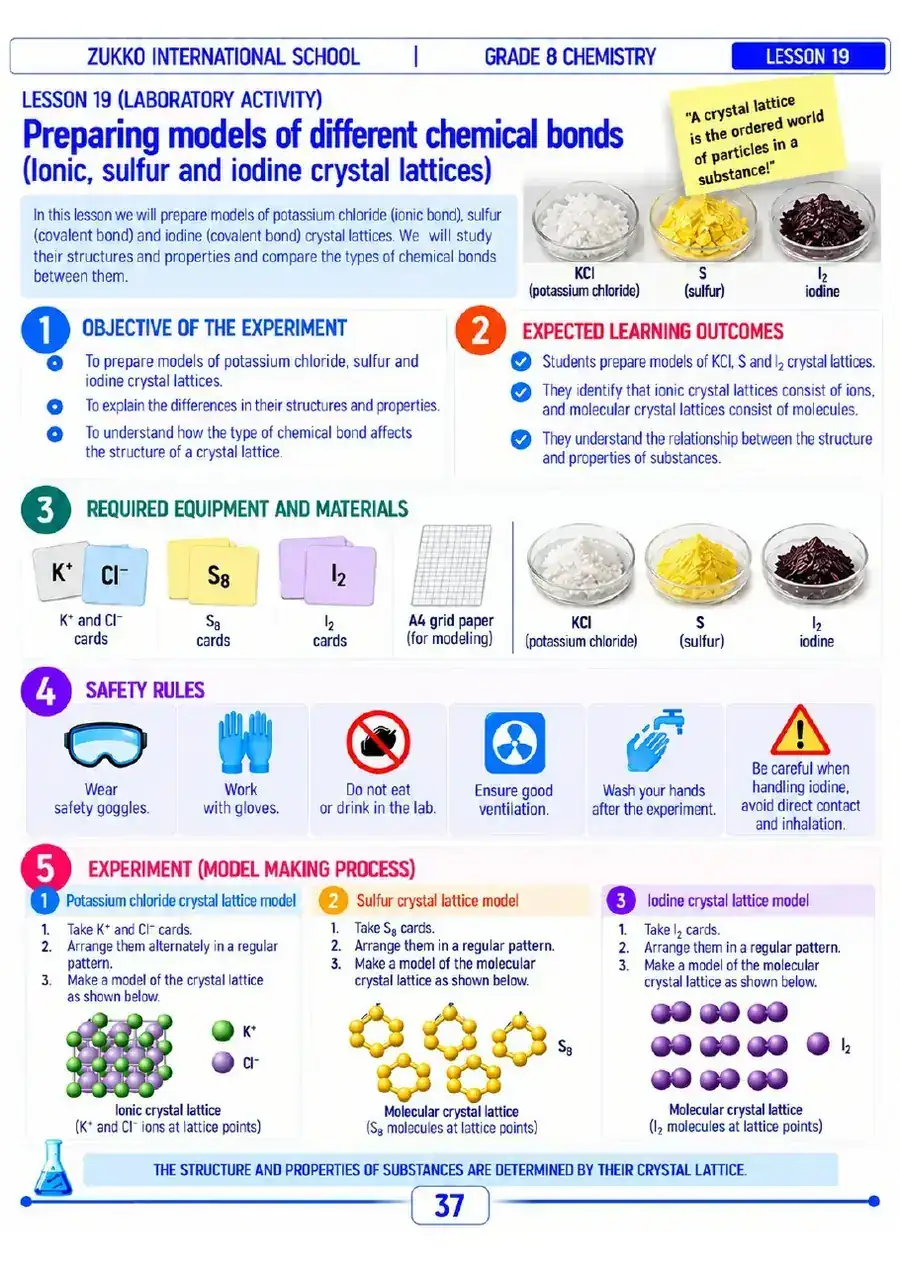 ZUKKO INTERNATIONAL SCHOOL | GRADE 8 CHEMISTRY LESSON 19
LESSON 19 (LABORATORY ACTIVITY)
Preparing models of different chemical bonds
(Ionic, sulfur and iodine crystal lattices)
"A crystal lattice
is the ordered world
of particles in a
substance!"
In this lesson we will prepare models of potassium chloride (ionic bond), sulfur
(covalent bond) and iodine (covalent bond) crystal lattices. We will study
their structures and properties and compare the types of chemical bonds
between them.
KCl
(potassium chloride)
S
(sulfur)
I₂
iodine
1 OBJECTIVE OF THE EXPERIMENT
To prepare models of potassium chloride, sulfur and
iodine crystal lattices.
To explain the differences in their structures and properties.
To understand how the type of chemical bond affects
the structure of a crystal lattice.
2 EXPECTED LEARNING OUTCOMES
Students prepare models of KCl, S and I₂ crystal lattices.
They identify that ionic crystal lattices consist of ions,
and molecular crystal lattices consist of molecules.
They understand the relationship between the structure
and properties of substances.
3 REQUIRED EQUIPMENT AND MATERIALS
K⁺ Cl⁻
K⁺ and Cl⁻
cards
S₈
S₈
cards
I₂
I₂
cards
A4 grid paper
(for modeling)
KCl
(potassium chloride)
S
(sulfur)
I₂
iodine
4 SAFETY RULES
Wear
safety goggles.
Work
with gloves.
Do not eat
or drink in the lab.
Ensure good
ventilation.
Wash your hands
after the experiment.
Be careful when
handling iodine,
avoid direct contact
and inhalation.
5 EXPERIMENT (MODEL MAKING PROCESS)
1 Potassium chloride crystal lattice model
1. Take K⁺ and Cl⁻ cards.
2. Arrange them alternately in a regular
pattern.
3. Make a model of the crystal lattice
as shown below.
K⁺
Cl⁻
Ionic crystal lattice
(K⁺ and Cl⁻ ions at lattice points)
2 Sulfur crystal lattice model
1. Take S₈ cards.
2. Arrange them in a regular pattern.
3. Make a model of the molecular
crystal lattice as shown below.
S₈
Molecular crystal lattice
(S₈ molecules at lattice points)
3 Iodine crystal lattice model
1. Take I₂ cards.
2. Arrange them in a regular pattern.
3. Make a model of the molecular
crystal lattice as shown below.
I₂
Molecular crystal lattice
(I₂ molecules at lattice points)
THE STRUCTURE AND PROPERTIES OF SUBSTANCES ARE DETERMINED BY THEIR CRYSTAL LATTICE.
37